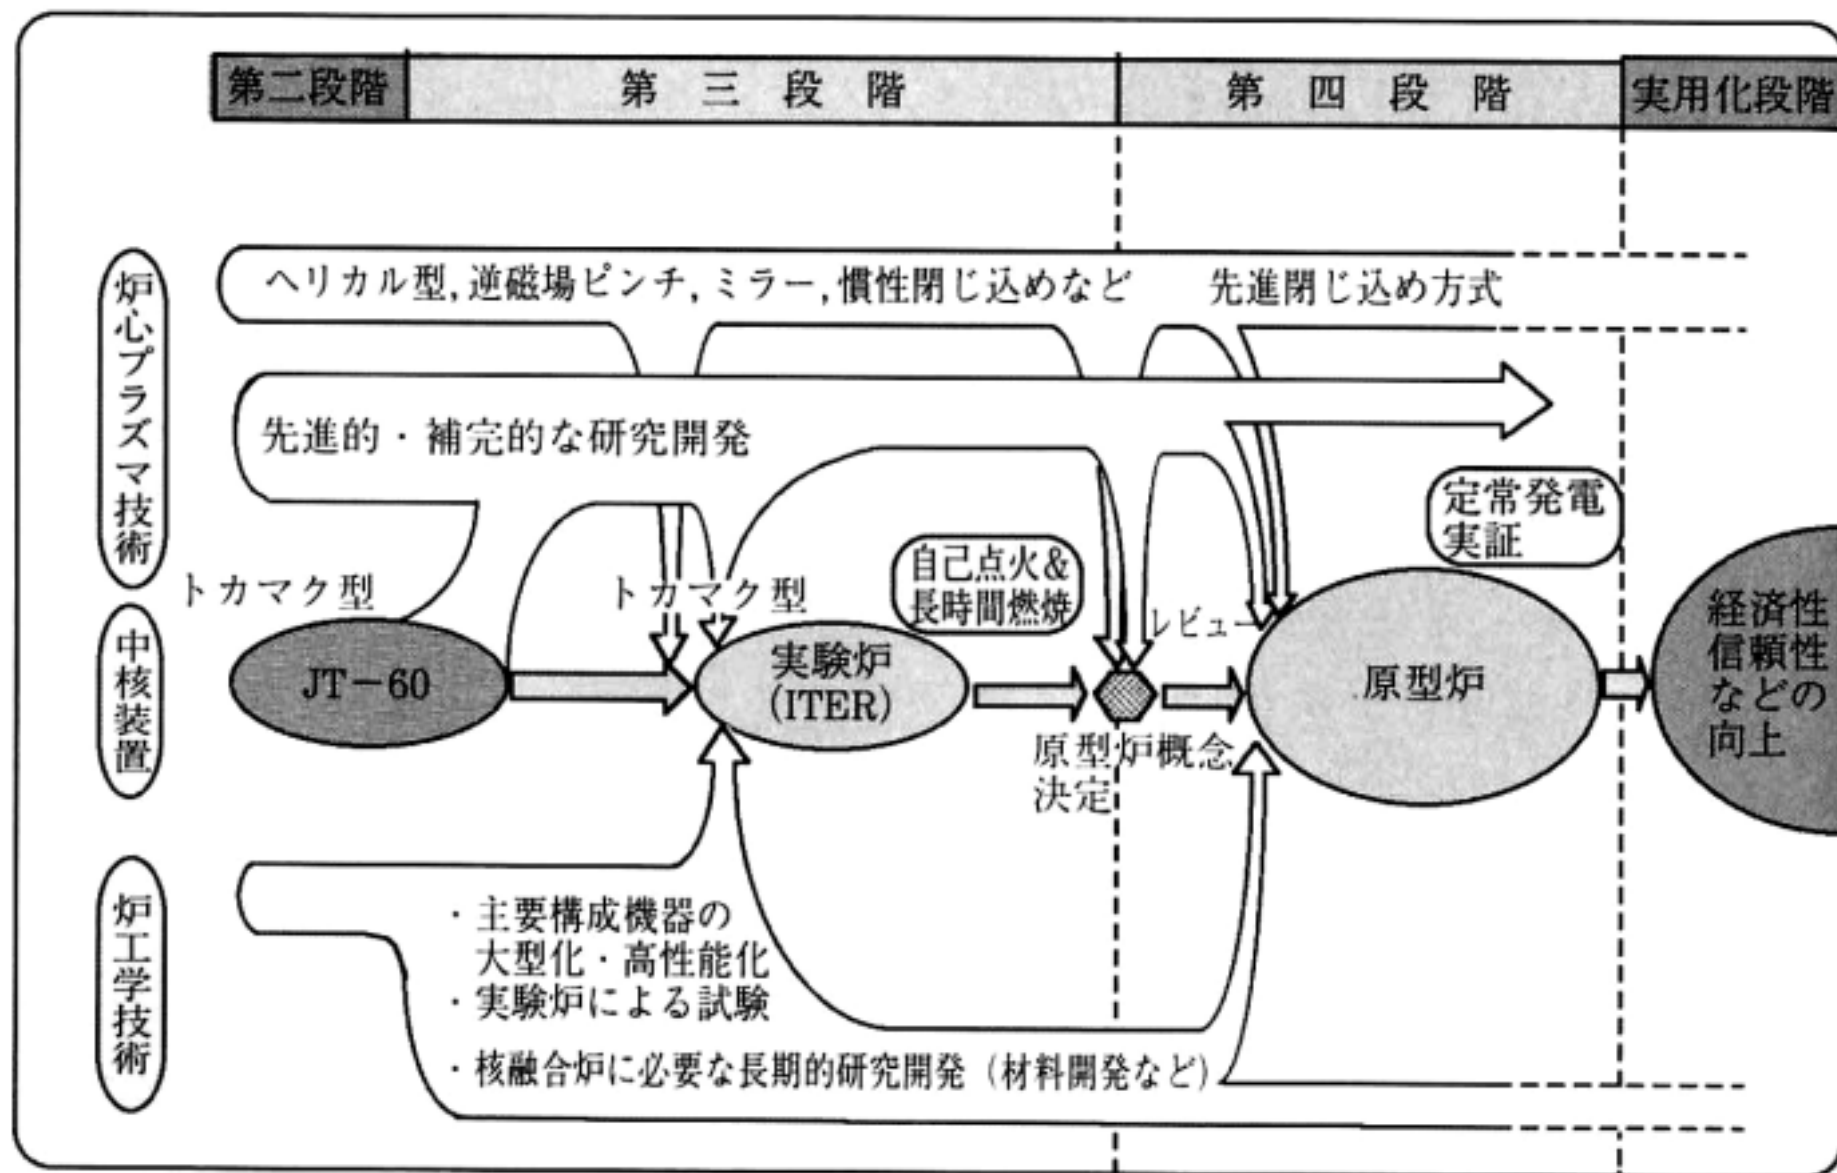 第二段階
第三段階
第四段階
実用化段階
炉心プラズマ技術
ヘリカル型,逆磁場ピンチ,ミラー,慣性閉じ込めなど
先進閉じ込め方式
先進的・補完的な研究開発
定常発電
実証
自己点火&
長時間燃焼
トカマク型
トカマク型
レビュー
中核装置
JT-60
実験炉
(ITER)
原型炉
経済性
信頼性
などの
向上
原型炉概念
決定
炉工学技術
・主要構成機器の
大型化・高性能化
・実験炉による試験
・核融合炉に必要な長期的研究開発(材料開発など)